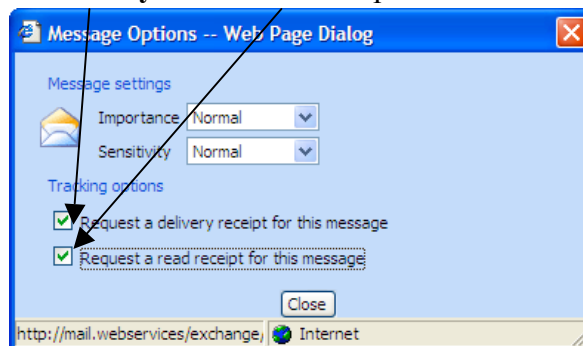 Message Options -- Web Page Dialog
Message settings
Importance Normal
Sensitivity Normal
Tracking options
Request a delivery receipt for this message
Request a read receipt for this message
Close
http://mail.webservices/exchange/ Internet